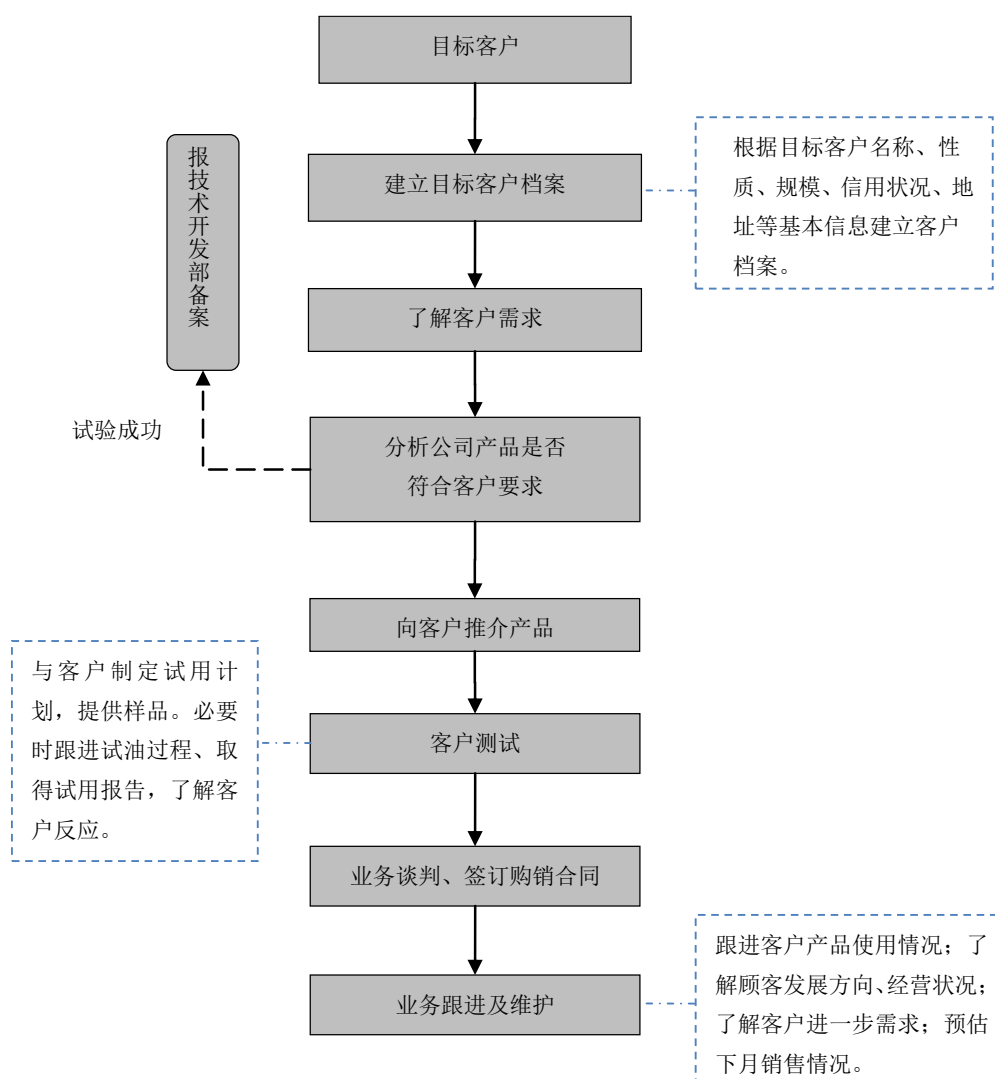 目标客户
建立目标客户档案
根据目标客户名称、性
质、规模、信用状况、地
址等基本信息建立客户
档案。
报技术开发部备案
了解客户需求
试验成功
分析公司产品是否
符合客户要求
向客户推介产品
与客户制定试用计
划，提供样品。必要
时跟进试油过程、取
得试用报告，了解客
户反应。
客户测试
业务谈判、签订购销合同
业务跟进及维护
跟进客户产品使用情况；了
解顾客发展方向、经营状况；
了解客户进一步需求；预估
下月销售情况。